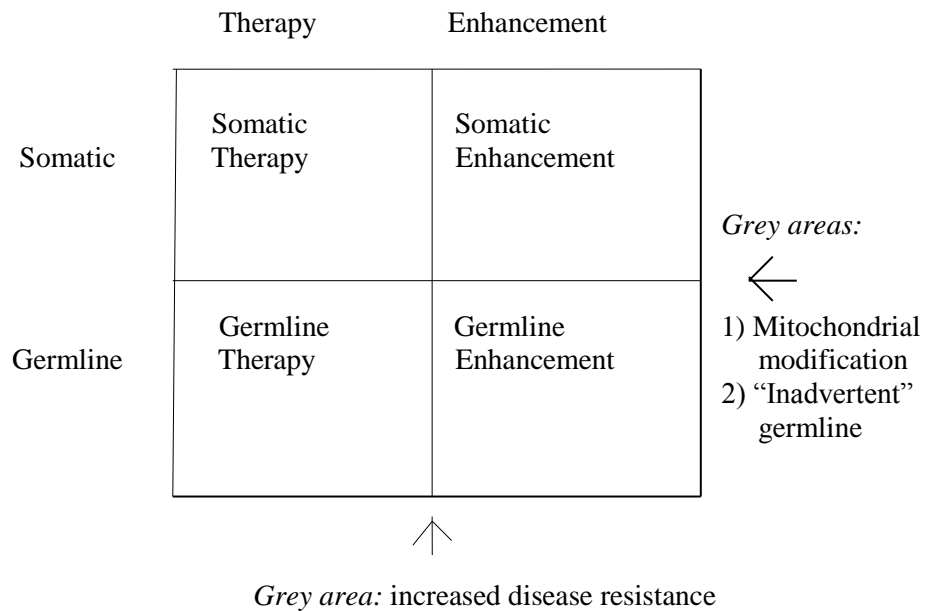 Therapy Enhancement
Somatic
Somatic
Therapy
Somatic
Enhancement
Grey areas:
Germline
Germline
Therapy
Germline
Enhancement
1) Mitochondrial
modification
2) “Inadvertent”
germline
Grey area: increased disease resistance